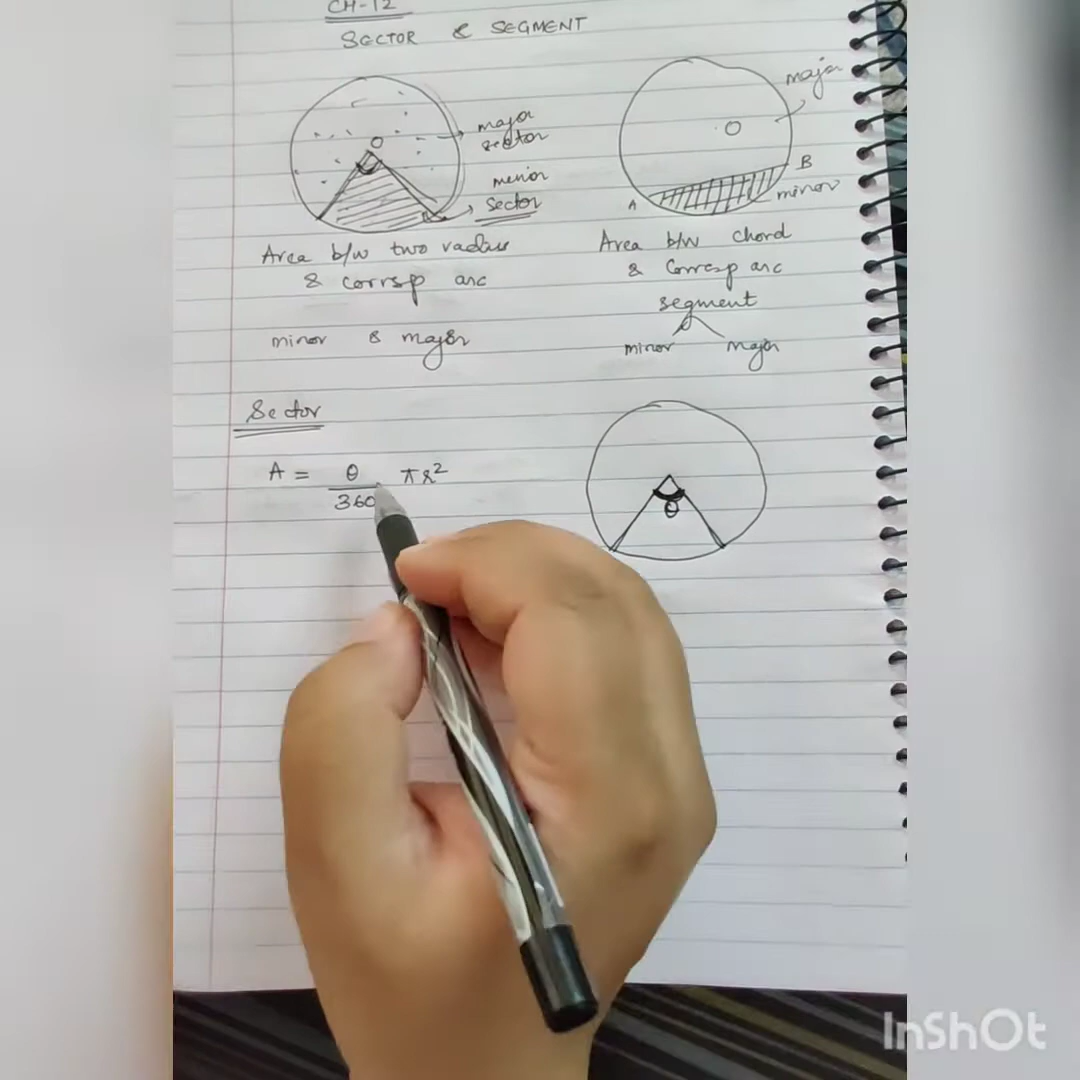 CH-12
SECTOR & SEGMENT
O
major
sector
menior
sector
Area b/w two radius
& corrsp arc
minor & major
major
O
B
A
minor
Area b/w chord
& Corresp arc
segment
minor major
Sector
A = θ/360 πr²
θ
InShOt